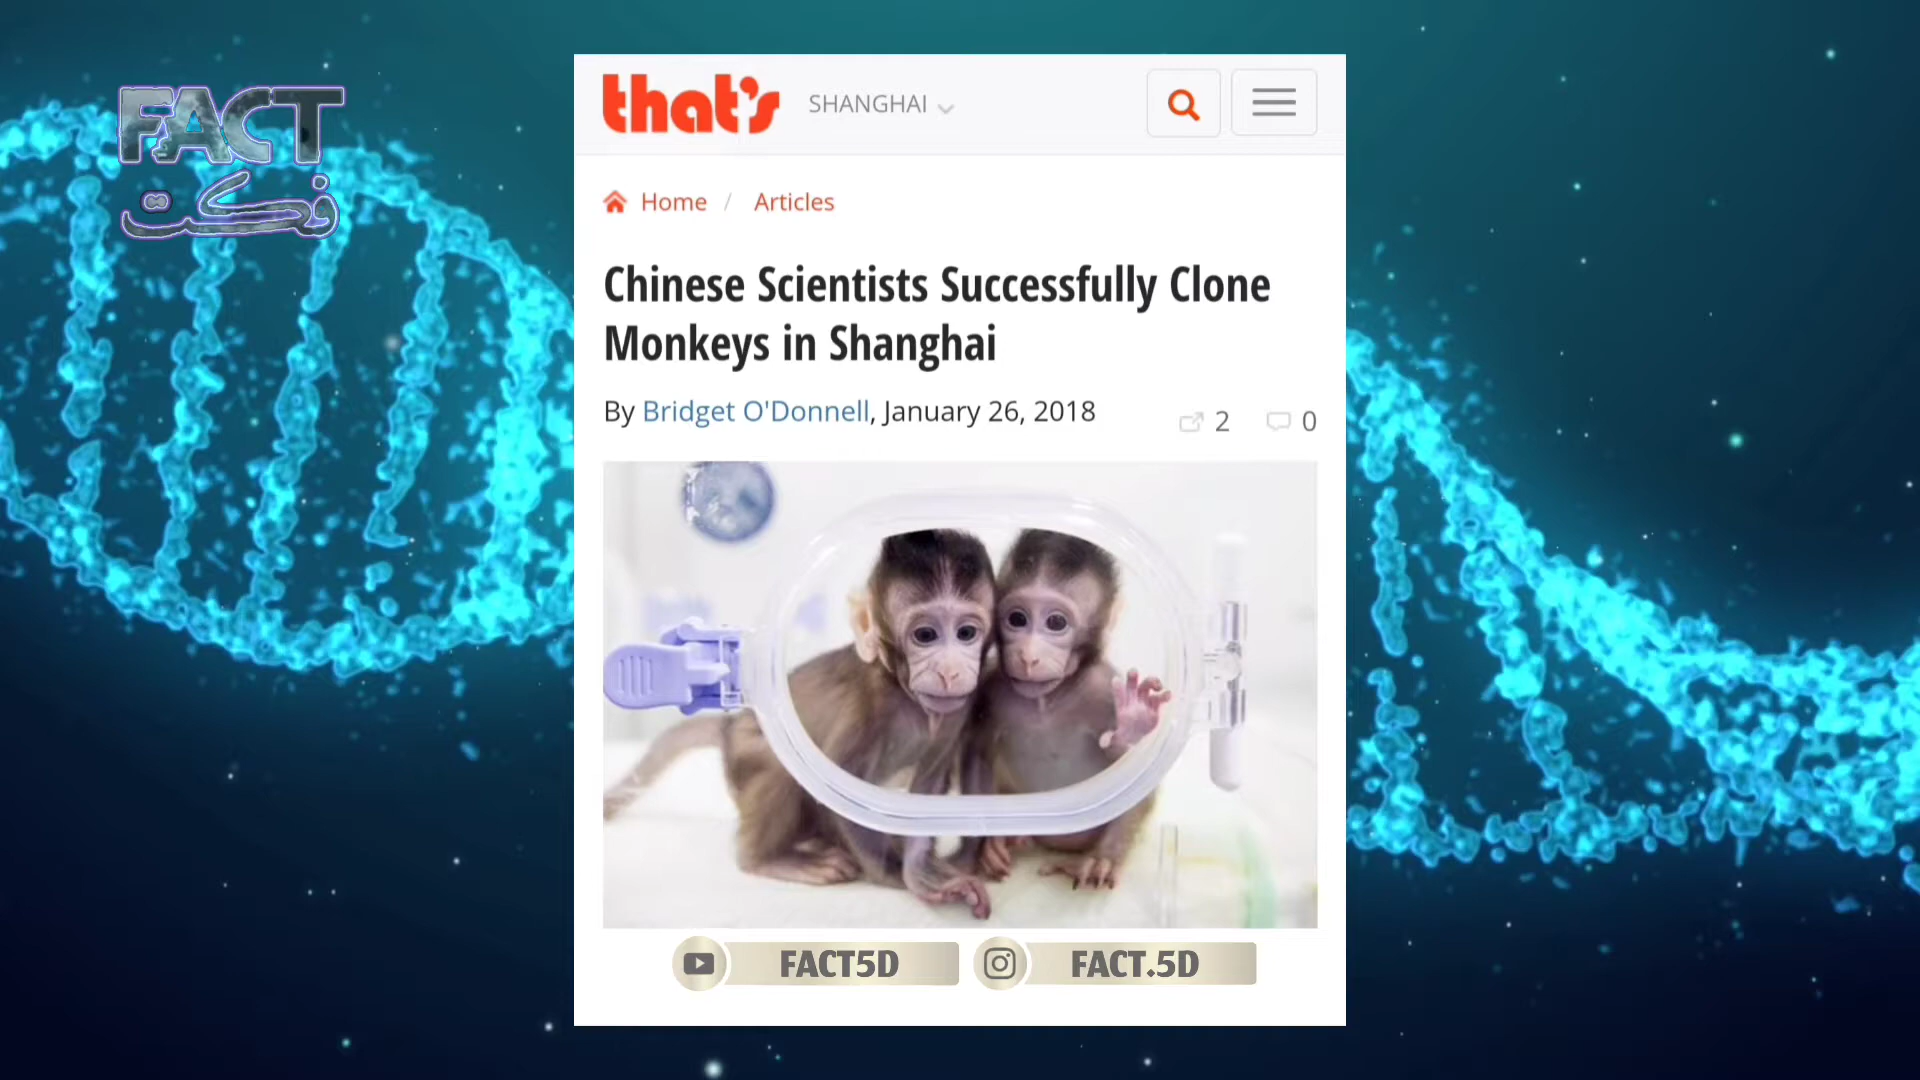 FACT
فكت
that's SHANGHAI
Home / Articles
Chinese Scientists Successfully Clone
Monkeys in Shanghai
By Bridget O'Donnell, January 26, 2018 2 0
FACT5D FACT.5D